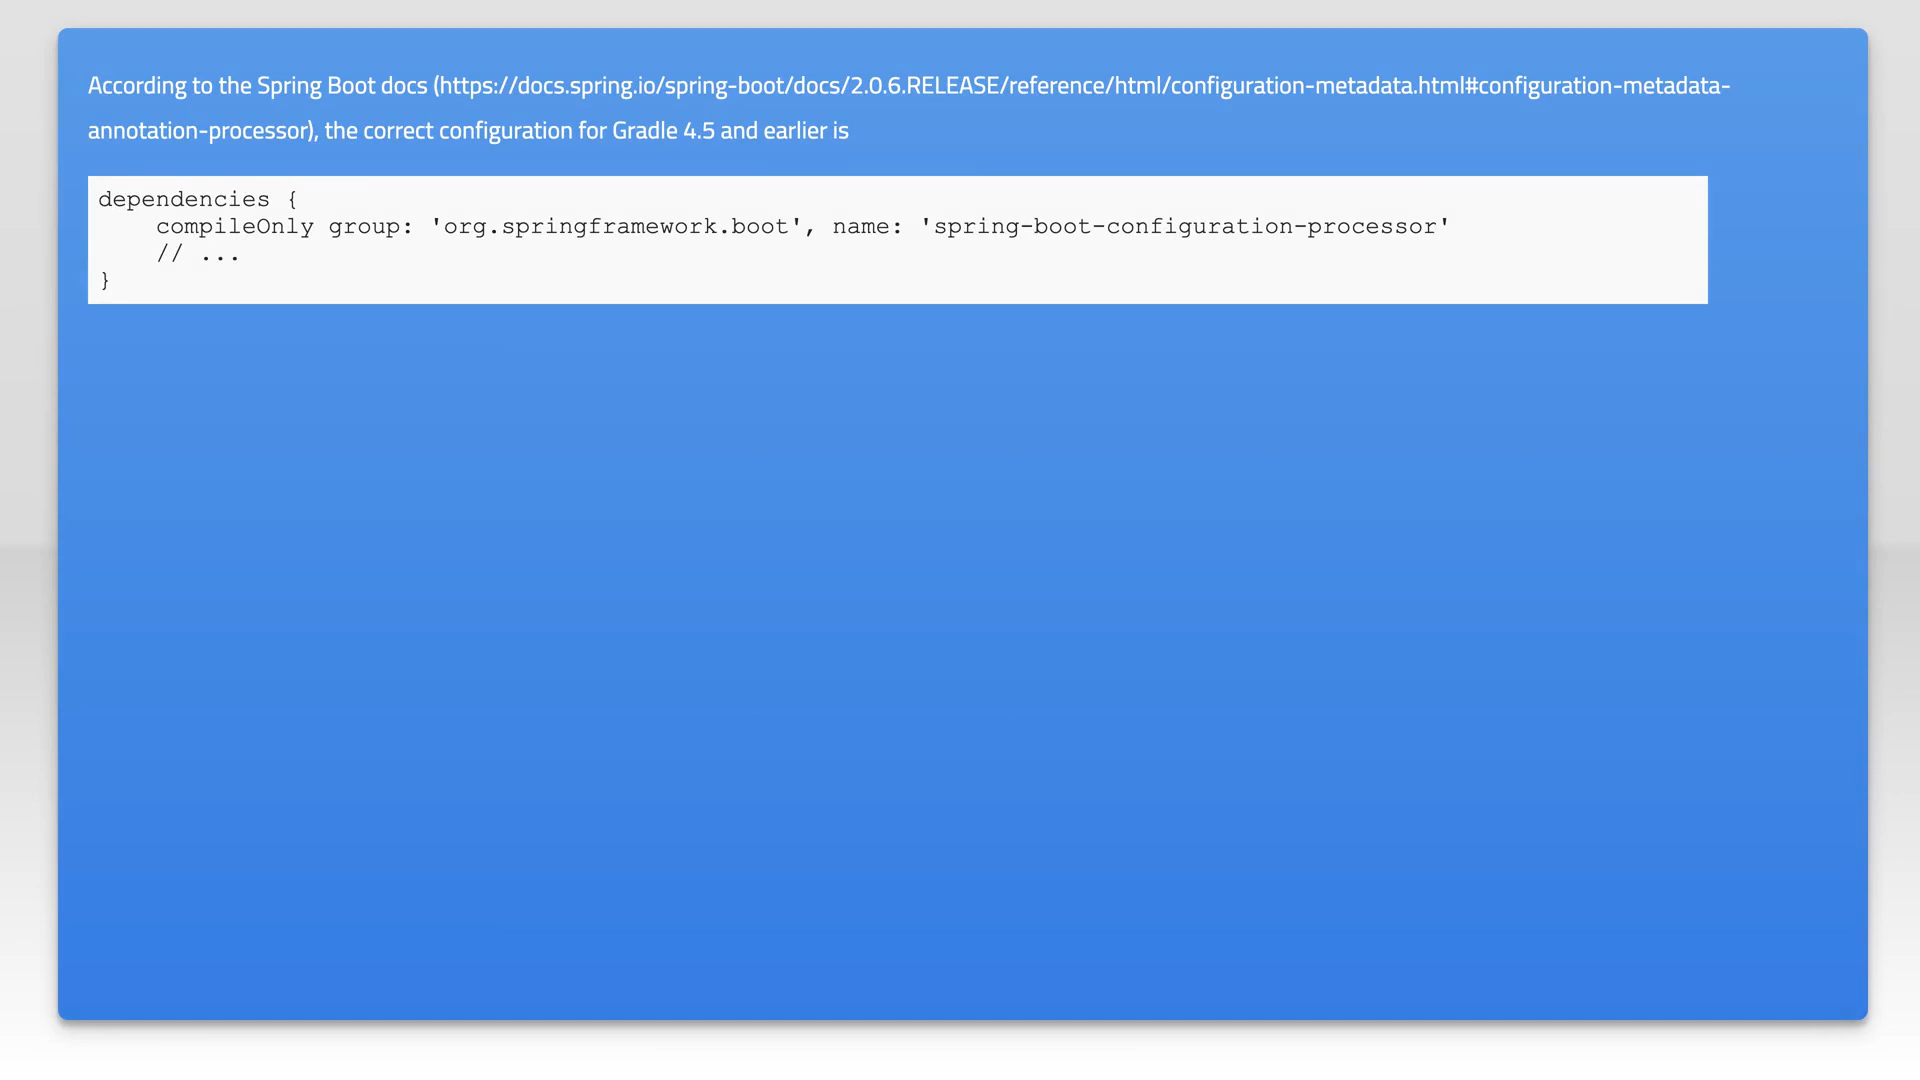 According to the Spring Boot docs (https://docs.spring.io/spring-boot/docs/2.0.6.RELEASE/reference/html/configuration-metadata.html#configuration-metadata-
annotation-processor), the correct configuration for Gradle 4.5 and earlier is
dependencies {
    compileOnly group: 'org.springframework.boot', name: 'spring-boot-configuration-processor'
    // ...
}